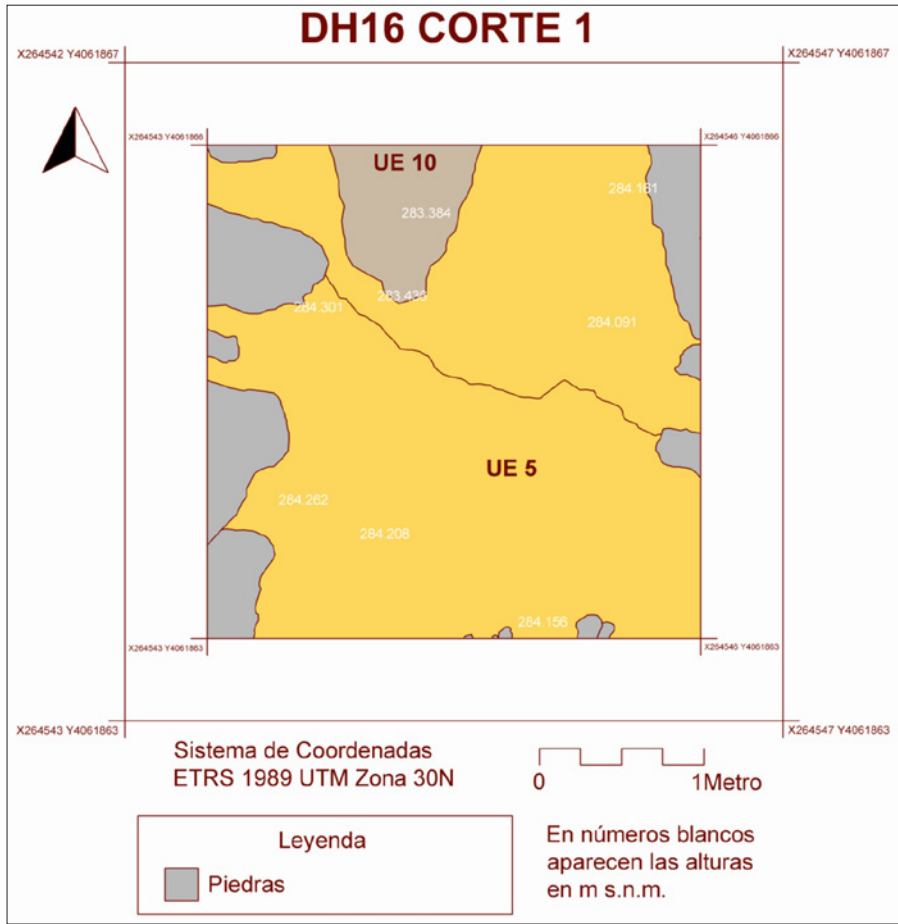 DH16 CORTE 1
X264542 Y4061867
X264547 Y4061867
X264543 Y4061866
X264546 Y4061866
UE 10
284.161
283.384
283.430
284.301
284.091
UE 5
284.262
284.208
284.156
X264543 Y4061863
X264546 Y4061863
X264543 Y4061863
X264547 Y4061863
Sistema de Coordenadas
ETRS 1989 UTM Zona 30N
0 1Metro
Leyenda
Piedras
En números blancos
aparecen las alturas
en m s.n.m.